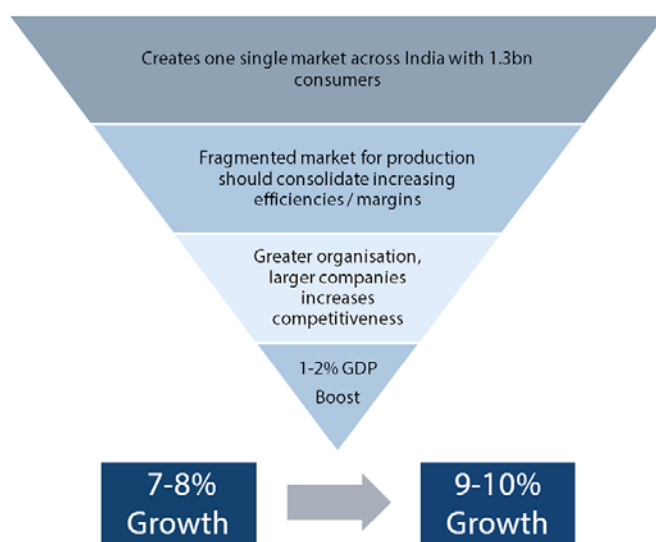 Creates one single market across India with 1.3bn
consumers
Fragmented market for production
should consolidate increasing
efficiencies / margins
Greater organisation,
larger companies
increases
competitiveness
1-2% GDP
Boost
7-8%
Growth
9-10%
Growth